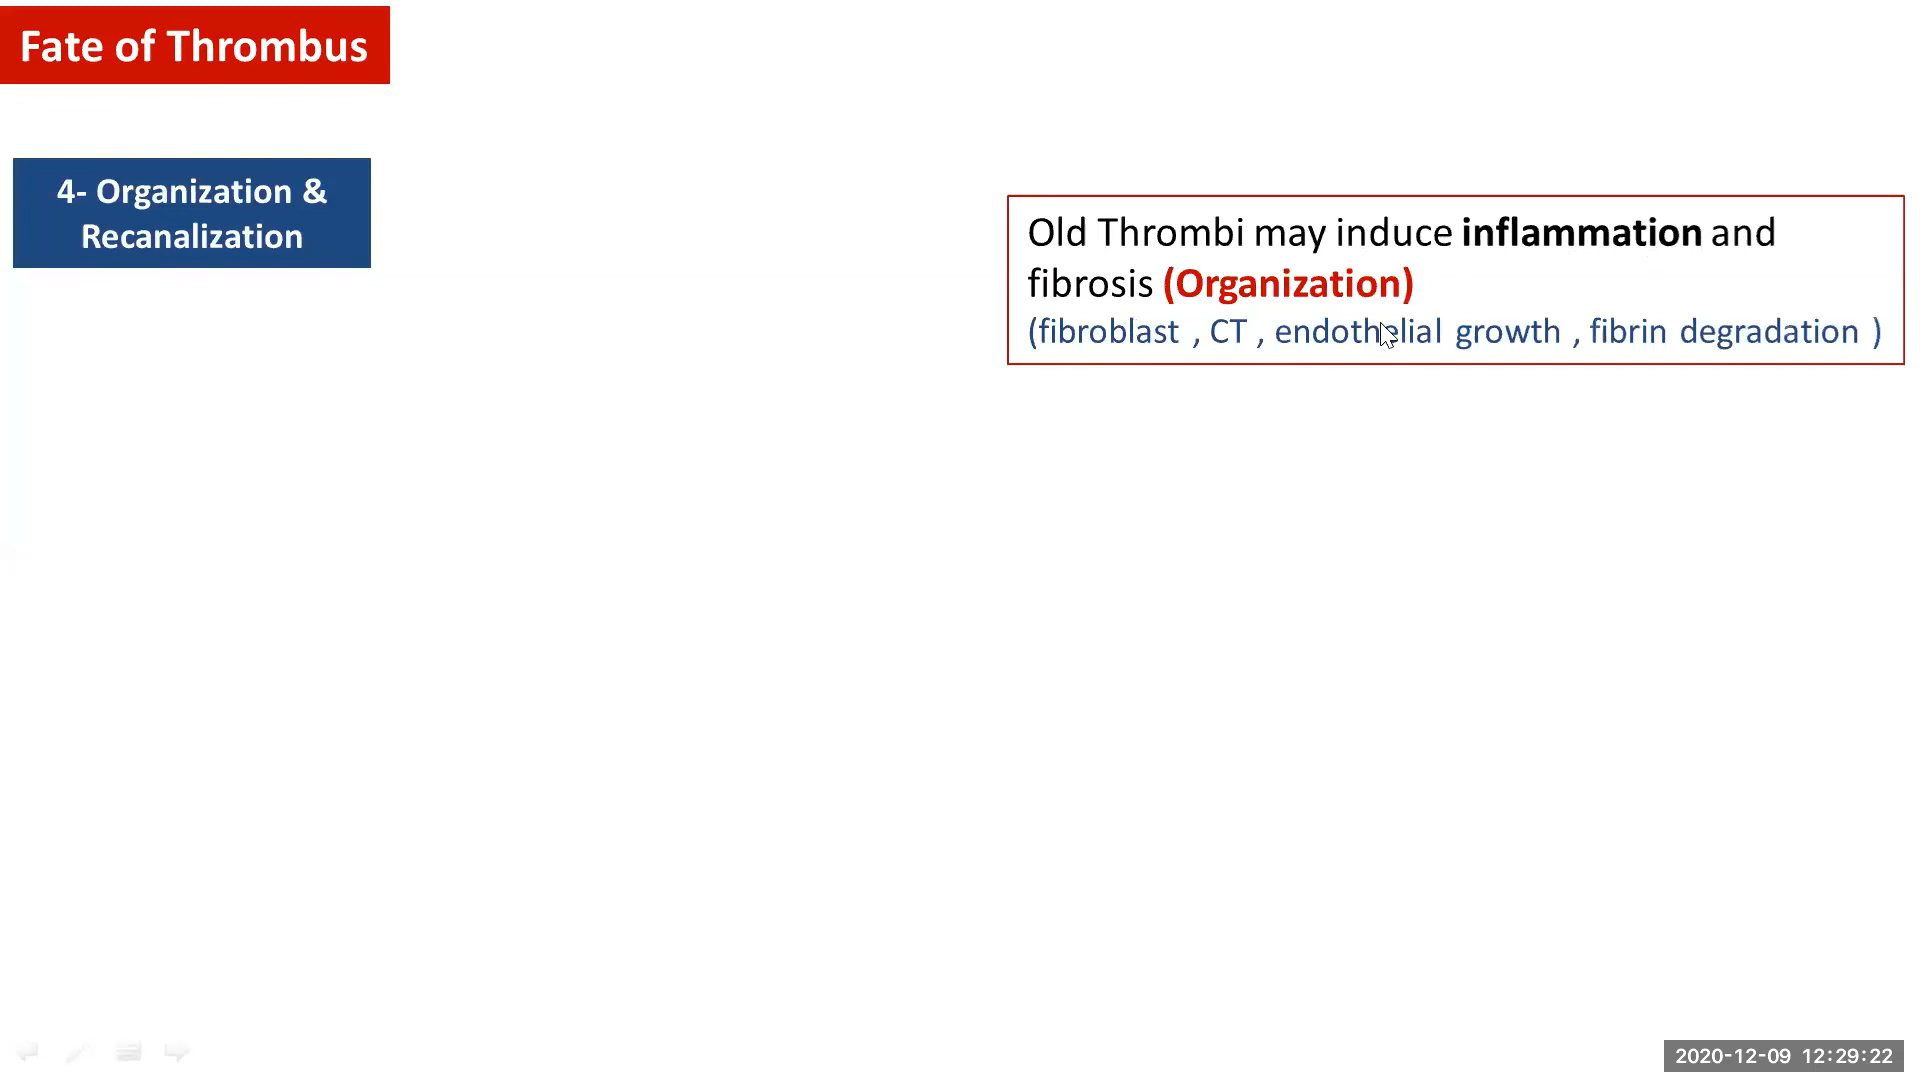 Fate of Thrombus
4- Organization &
Recanalization
Old Thrombi may induce inflammation and
fibrosis (Organization)
(fibroblast , CT , endothelial growth , fibrin degradation )
2020-12-09 12:29:22